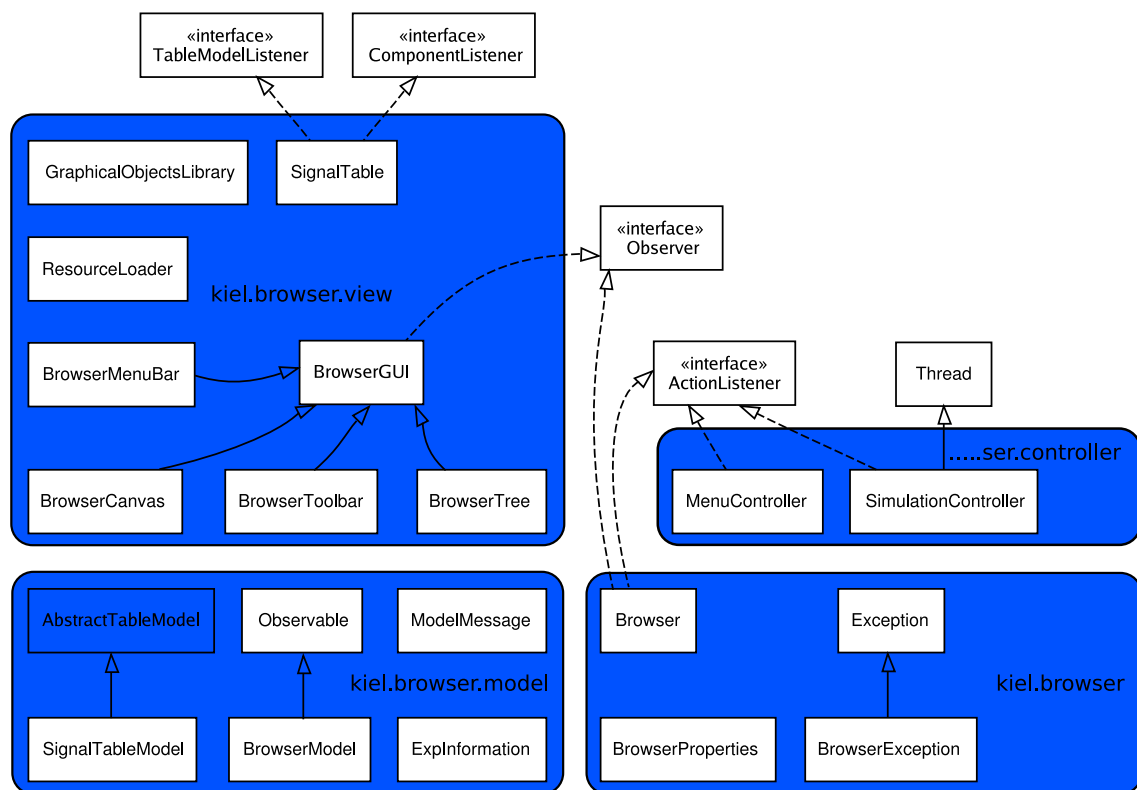 «interface»
TableModelListener
«interface»
ComponentListener
GraphicalObjectsLibrary
SignalTable
«interface»
Observer
ResourceLoader
kiel.browser.view
BrowserMenuBar
BrowserGUI
«interface»
ActionListener
Thread
.....ser.controller
BrowserCanvas
BrowserToolbar
BrowserTree
MenuController
SimulationController
AbstractTableModel
Observable
ModelMessage
Browser
Exception
kiel.browser.model
kiel.browser
SignalTableModel
BrowserModel
ExpInformation
BrowserProperties
BrowserException